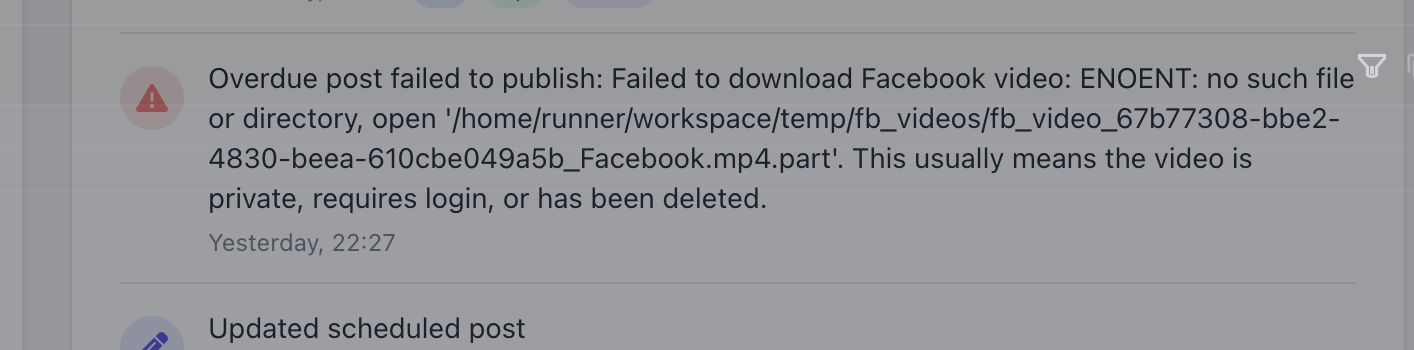 Overdue post failed to publish: Failed to download Facebook video: ENOENT: no such file
or directory, open '/home/runner/workspace/temp/fb_videos/fb_video_67b77308-bbe2-
4830-beea-610cbe049a5b_Facebook.mp4.part'. This usually means the video is
private, requires login, or has been deleted.
Yesterday, 22:27
Updated scheduled post